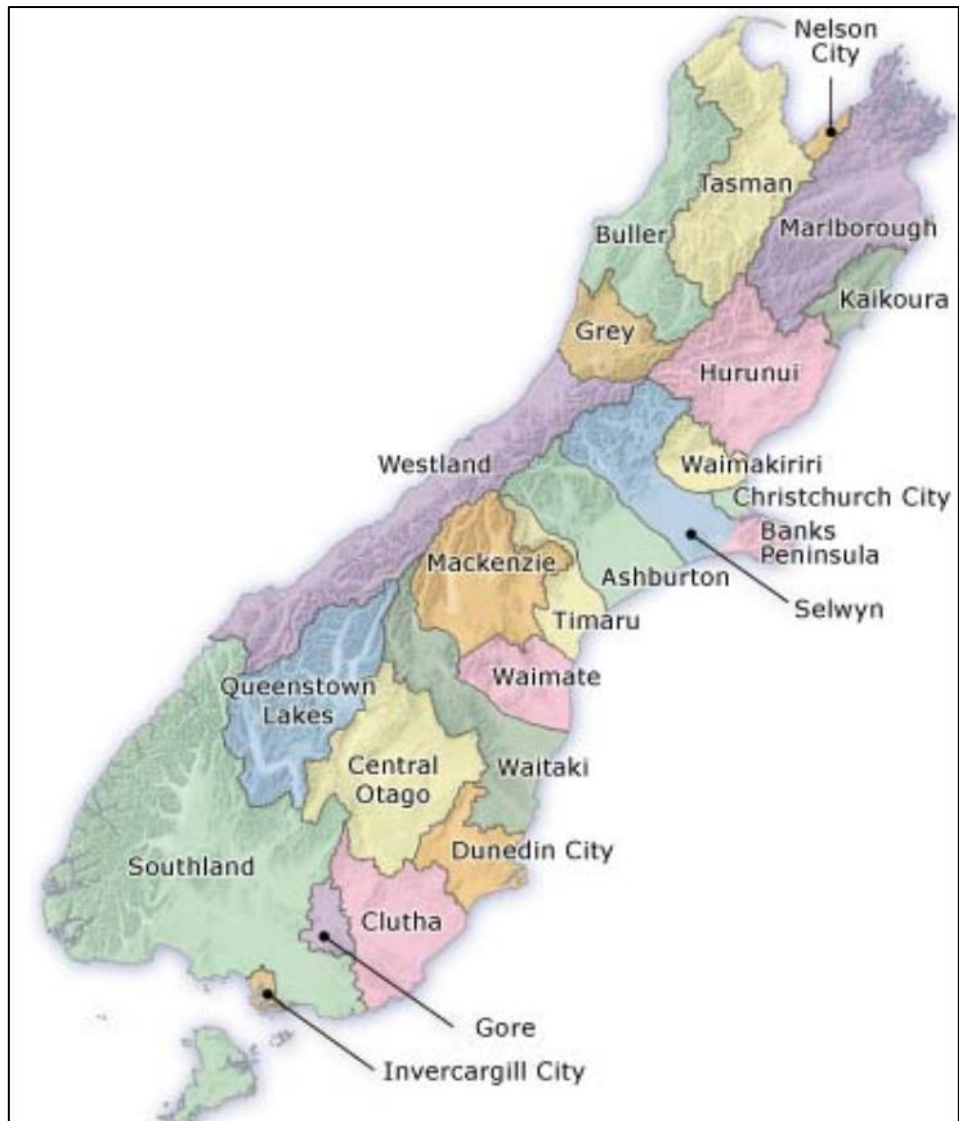 Nelson
City
Tasman
Buller
Marlborough
Kaikoura
Grey
Hurunui
Westland
Waimakiriri
Christchurch City
Banks
Peninsula
Mackenzie
Ashburton
Selwyn
Timaru
Waimate
Queenstown
Lakes
Central
Otago
Waitaki
Dunedin City
Southland
Clutha
Gore
Invercargill City